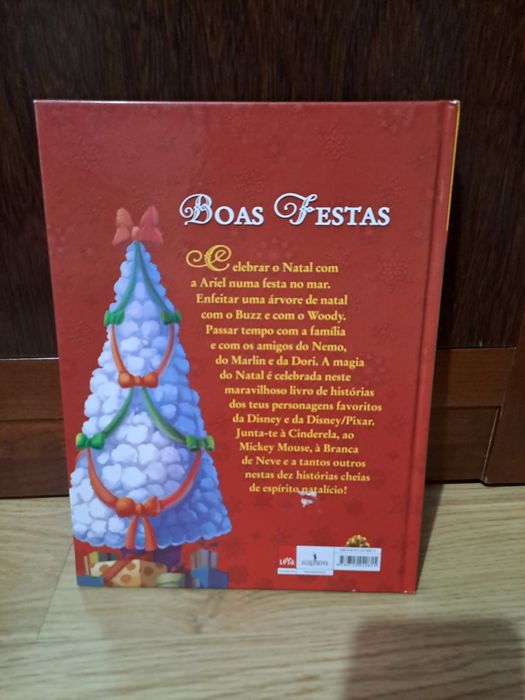 Boas Festas
Celebrar o Natal com
a Ariel numa festa no mar.
Enfeitar uma árvore de natal
com o Buzz e com o Woody.
Passar tempo com a família
e com os amigos do Nemo,
do Marlin e da Dori. A magia
do Natal é celebrada neste
maravilhoso livro de histórias
dos teus personagens favoritos
da Disney e da Disney/Pixar.
Junta-te à Cinderela, ao
Mickey Mouse, à Branca
de Neve e a tantos outros
nestas dez histórias cheias
de espírito natalício!
LEYA